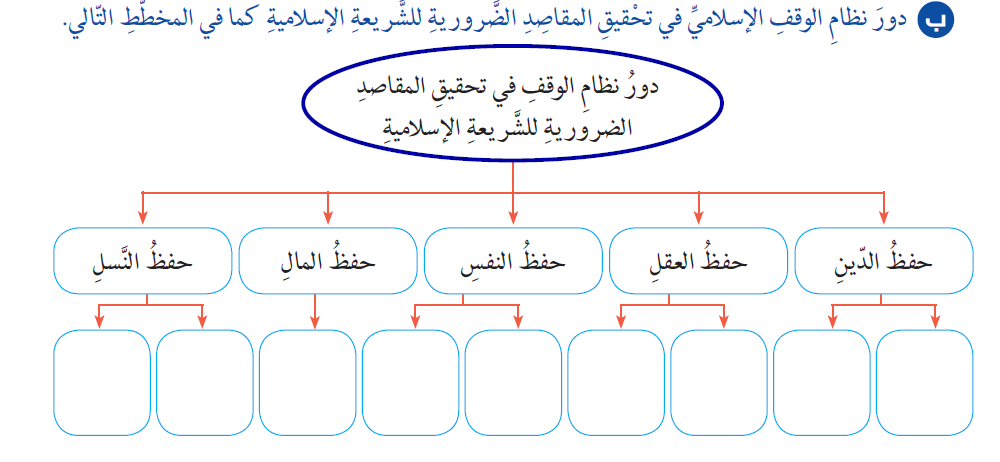 ب دورَ نظامِ الوقفِ الإسلاميِّ في تحْقيقِ المقاصِدِ الضَّروريةِ للشَّريعةِ الإسلاميةِ كما في المخطّطِ التّالي.
دورُ نظامِ الوقفِ في تحقيقِ المقاصدِ
الضروريةِ للشَّريعةِ الإسلاميةِ
حفظُ الدّينِ
حفظُ العقلِ
حفظُ النفسِ
حفظُ المالِ
حفظُ النَّسلِ